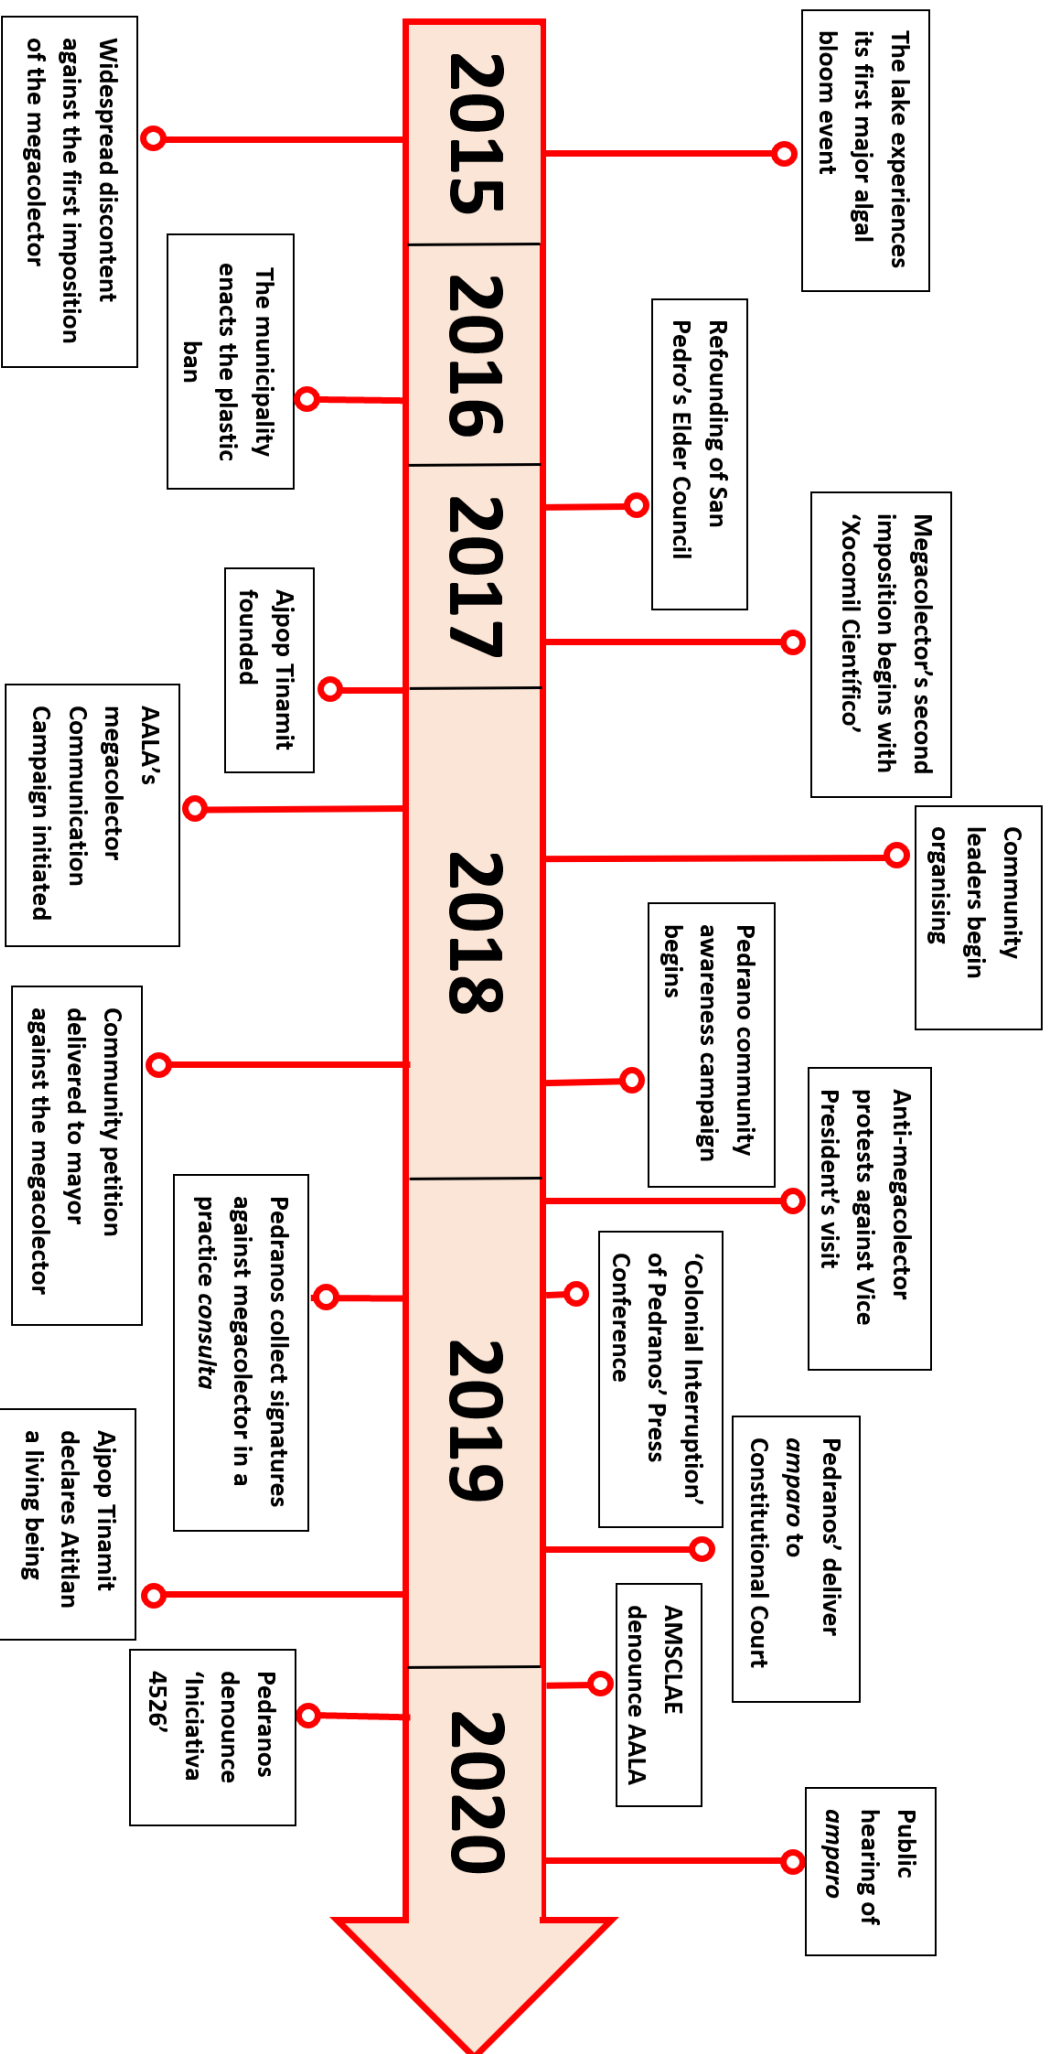 The lake experiences
its first major algal
bloom event
Refounding of San
Pedro’s Elder Council
Megacolector’s second
imposition begins with
‘Xocomil Científico’
Community
leaders begin
organising
Pedrano community
awareness campaign
begins
Anti-megacolector
protests against Vice
President’s visit
‘Colonial Interruption’
of Pedranos’ Press
Conference
Pedranos’ deliver
amparo to
Constitutional Court
AMSCLAE
denounce AALA
Public
hearing of
amparo
2015
2016
2017
2018
2019
2020
Widespread discontent
against the first imposition
of the megacolector
The municipality
enacts the plastic
ban
Ajpop Tinamit
founded
AALA’s
megacolector
Communication
Campaign initiated
Community petition
delivered to mayor
against the megacolector
Pedranos collect signatures
against megacolector in a
practice consulta
Ajpop Tinamit
declares Atitlan
a living being
Pedranos
denounce
‘Iniciativa
4526’